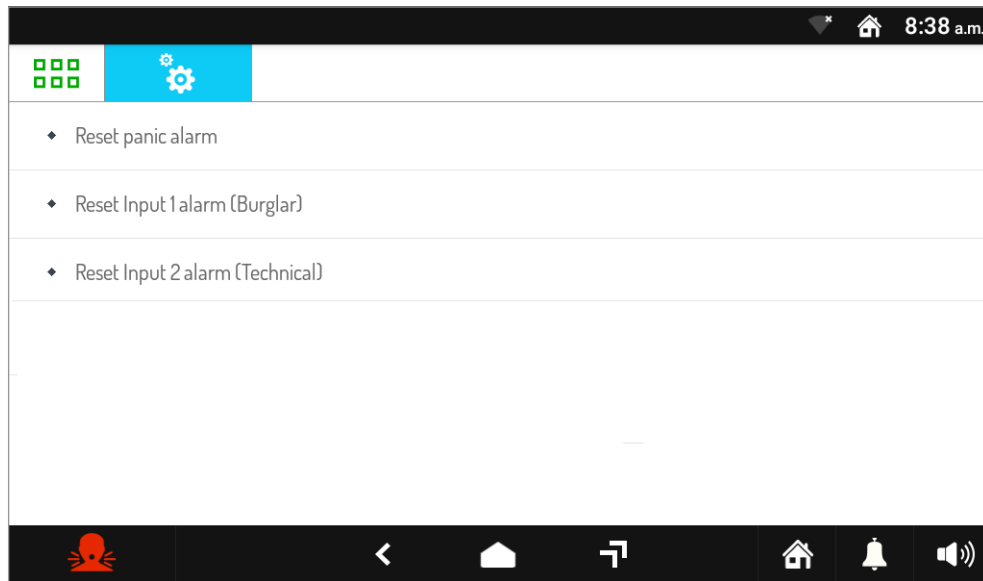 8:38 a.m.
Reset panic alarm
Reset Input 1 alarm (Burglar)
Reset Input 2 alarm (Technical)